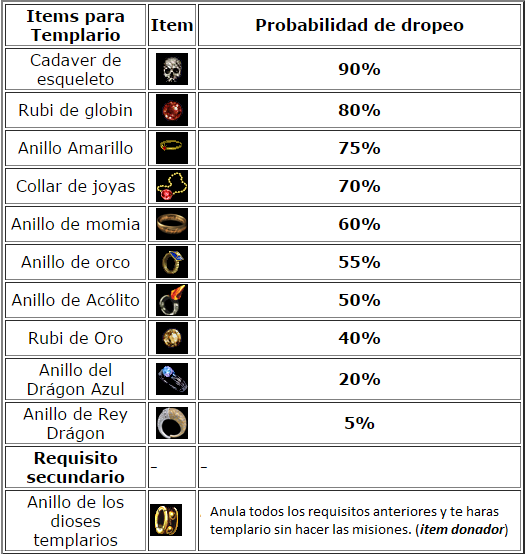 Items para
Templario
Item
Probabilidad de dropeo
Cadaver de
esqueleto
90%
Rubi de globin
80%
Anillo Amarillo
75%
Collar de joyas
70%
Anillo de momia
60%
Anillo de orco
55%
Anillo de Acólito
50%
Rubi de Oro
40%
Anillo del
Drágon Azul
20%
Anillo de Rey
Drágon
5%
Requisito
secundario
-
-
Anillo de los
dioses
templarios
Anula todos los requisitos anteriores y te haras
templario sin hacer las misiones. (item donador)